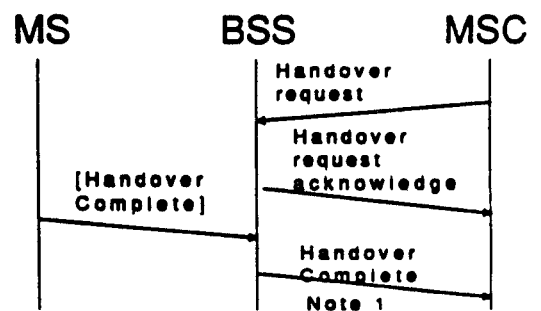 MS BSS MSC
Handover
request
Handover
request
acknowledge
[Handover
Complete]
Handover
Complete
Note 1